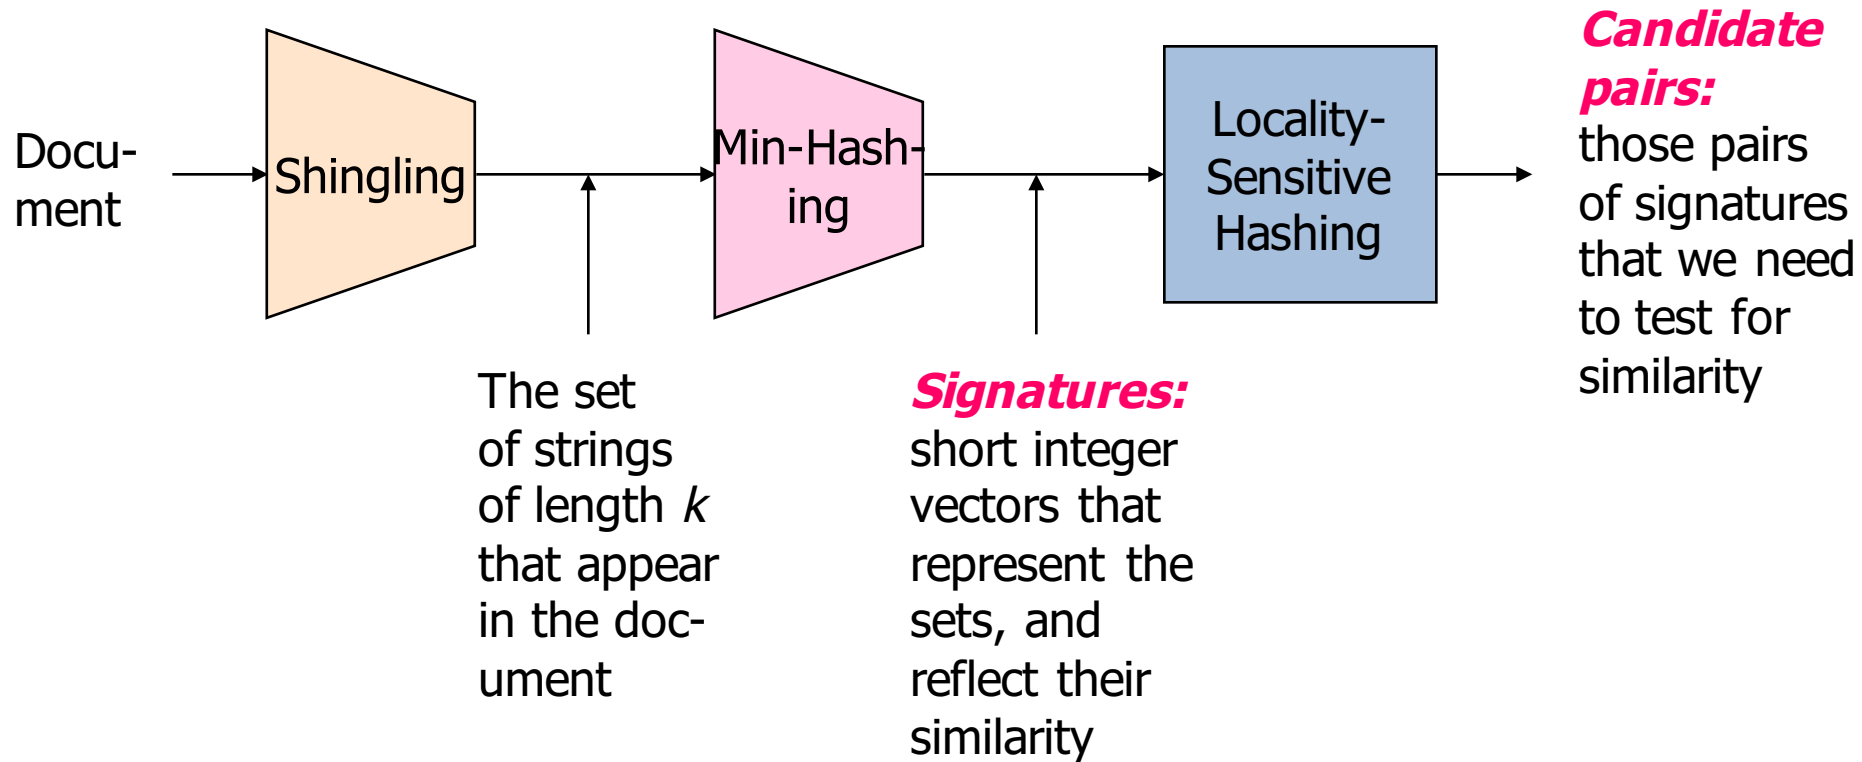 Docu-
ment
Shingling
Min-Hash-
ing
Locality-
Sensitive
Hashing
Candidate
pairs:
those pairs
of signatures
that we need
to test for
similarity
The set
of strings
of length k
that appear
in the doc-
ument
Signatures:
short integer
vectors that
represent the
sets, and
reflect their
similarity